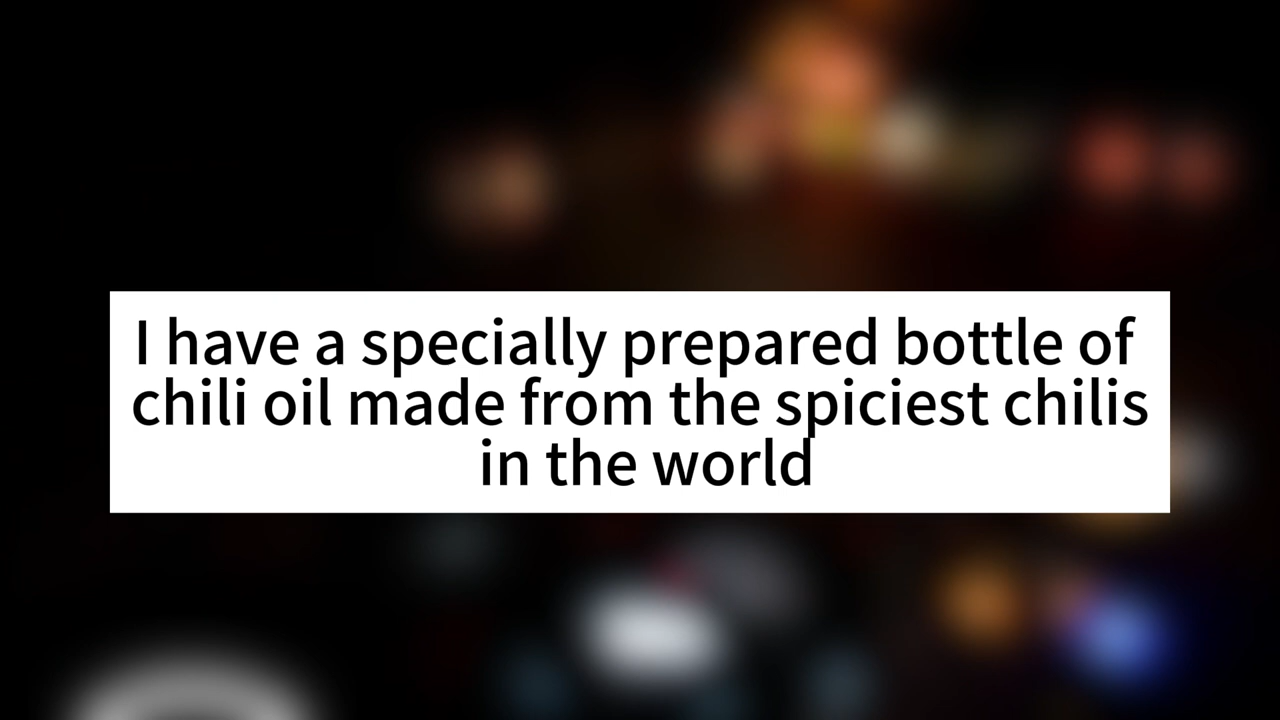 I have a specially prepared bottle of
chili oil made from the spiciest chilis
in the world